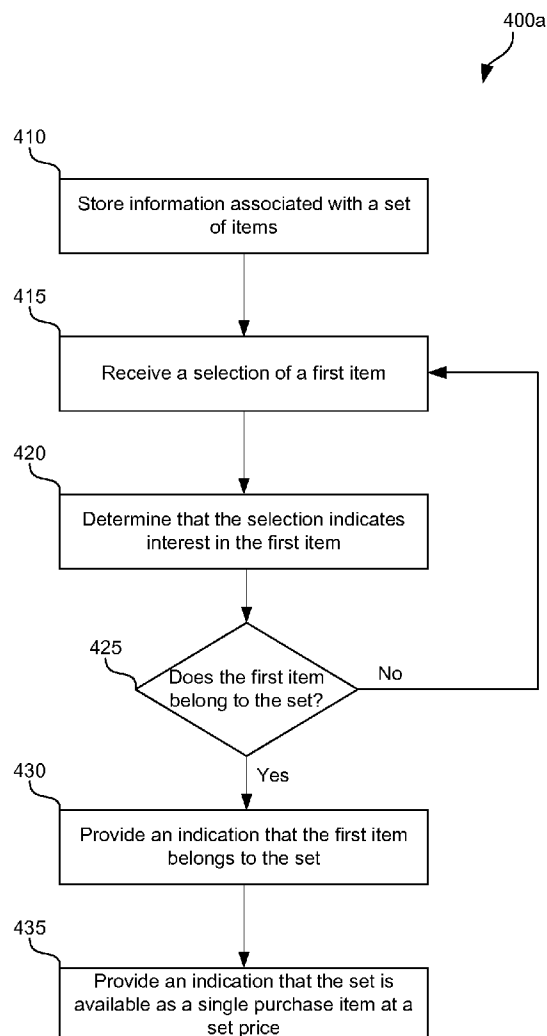 400a
410
Store information associated with a set
of items
415
Receive a selection of a first item
420
Determine that the selection indicates
interest in the first item
425
Does the first item
belong to the set?
No
Yes
430
Provide an indication that the first item
belongs to the set
435
Provide an indication that the set is
available as a single purchase item at a
set price